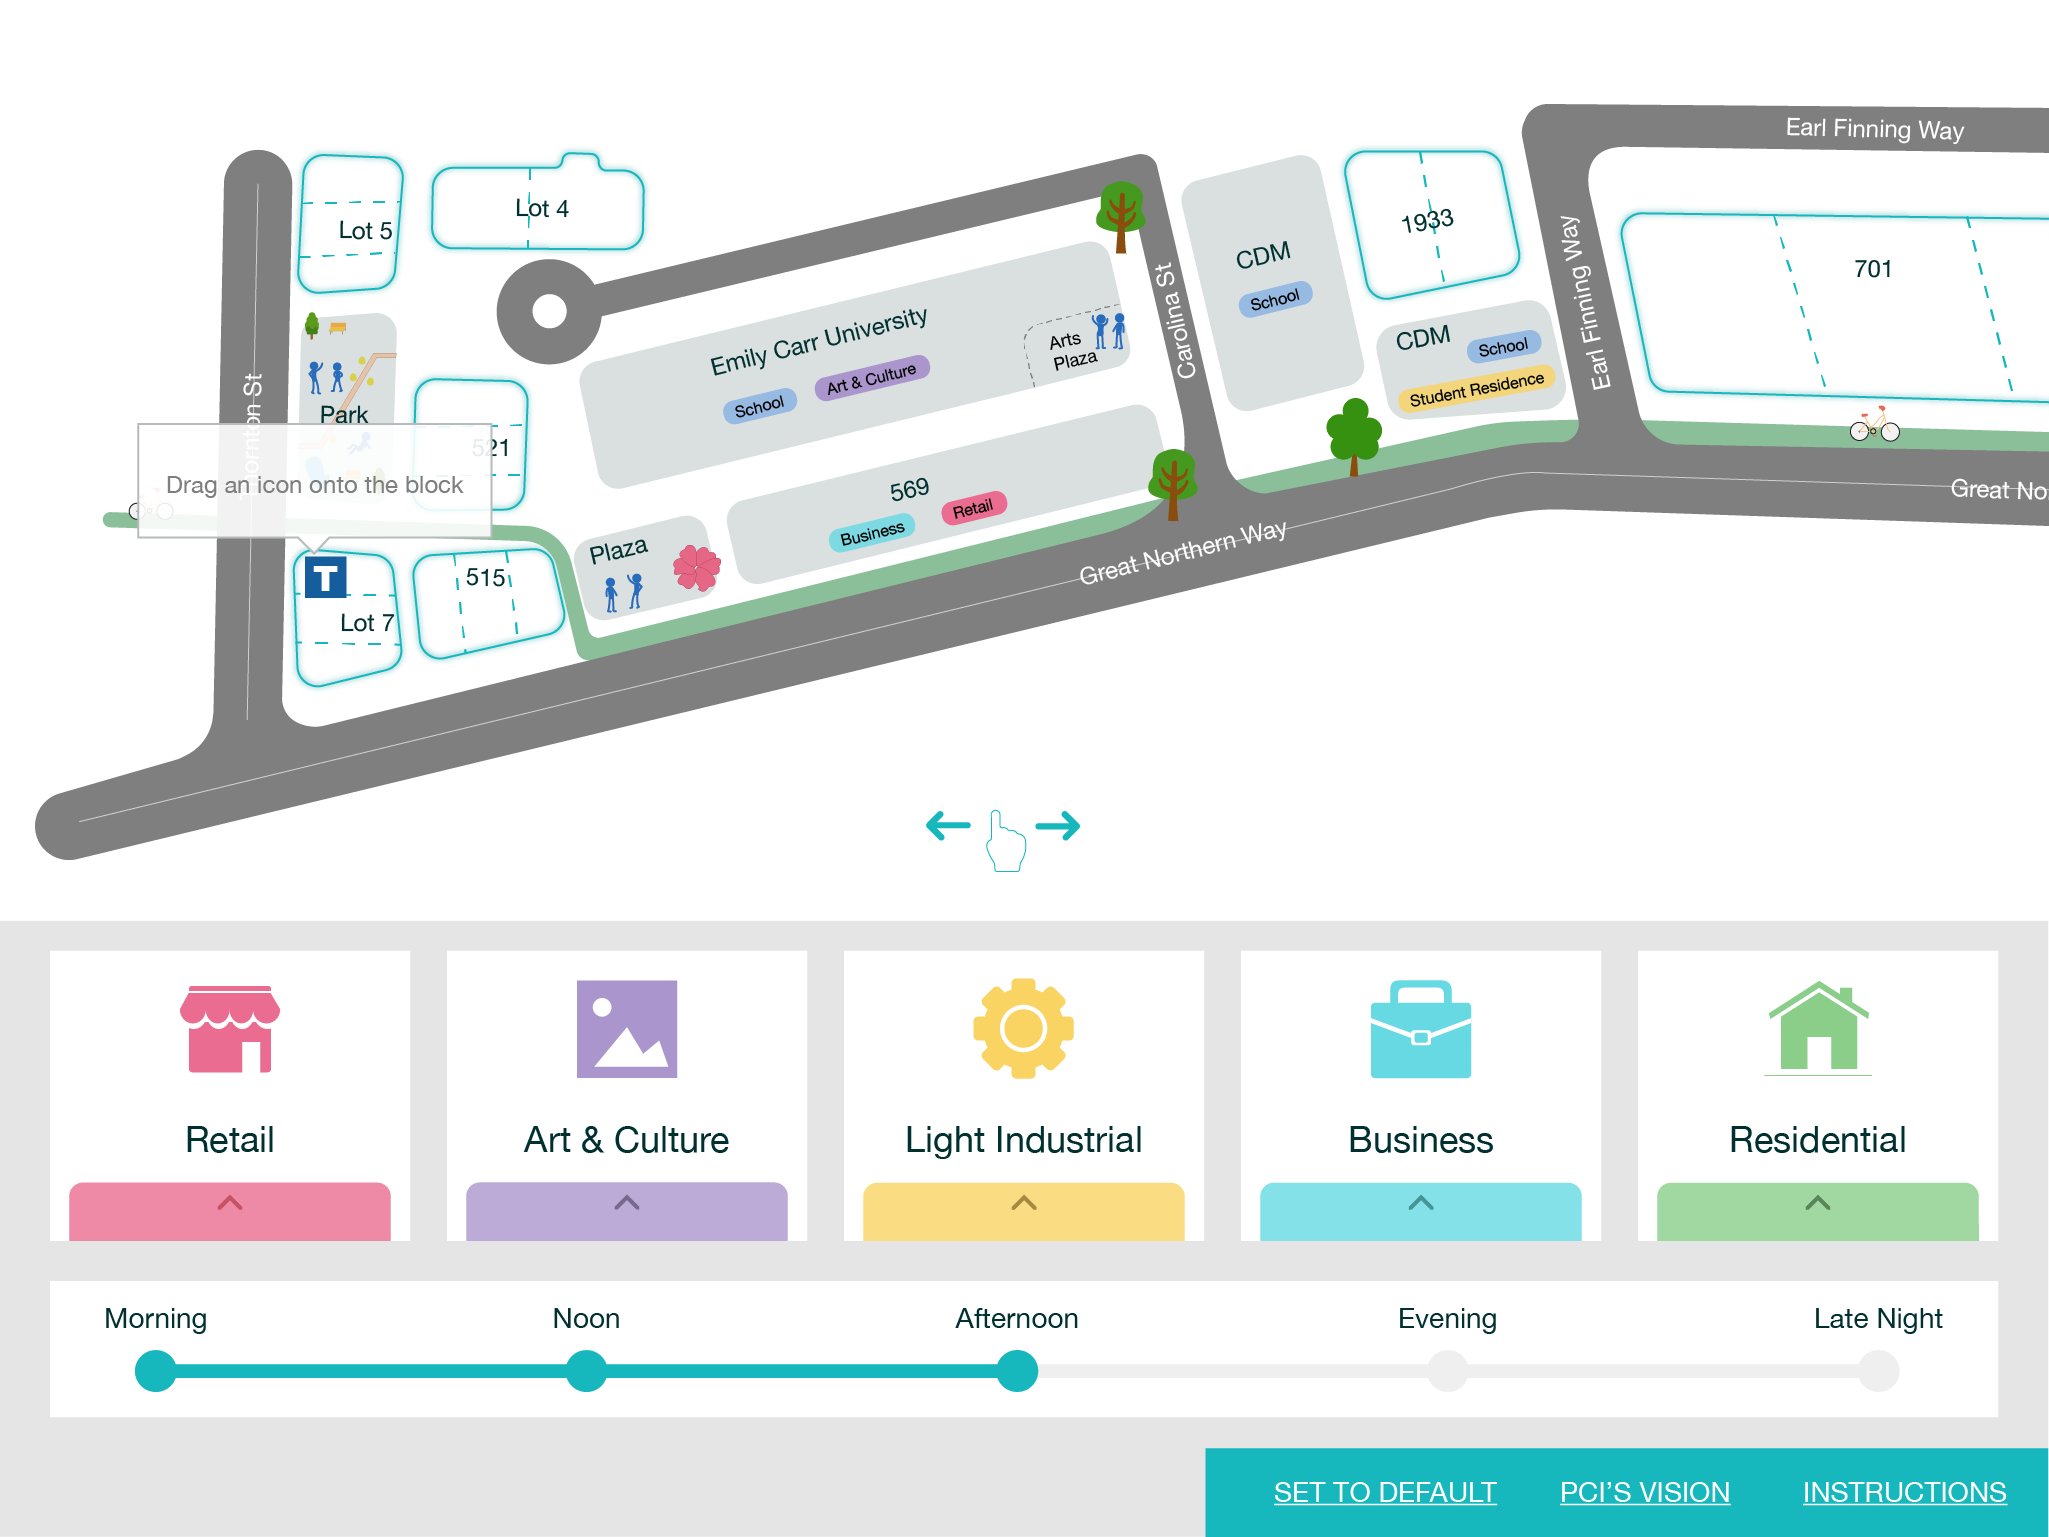 Earl Finning Way
Lot 5
Lot 4
CDM
School
1933
701
Emily Carr University
School
Art & Culture
Arts
Plaza
Carolina St
Earl Finning Way
CDM
School
Student Residence
Park
521
Drag an icon onto the block
569
Business
Retail
Great No
Plaza
Great Northern Way
T
515
Lot 7
Retail
Art & Culture
Light Industrial
Business
Residential
Morning
Noon
Afternoon
Evening
Late Night
SET TO DEFAULT
PCI'S VISION
INSTRUCTIONS